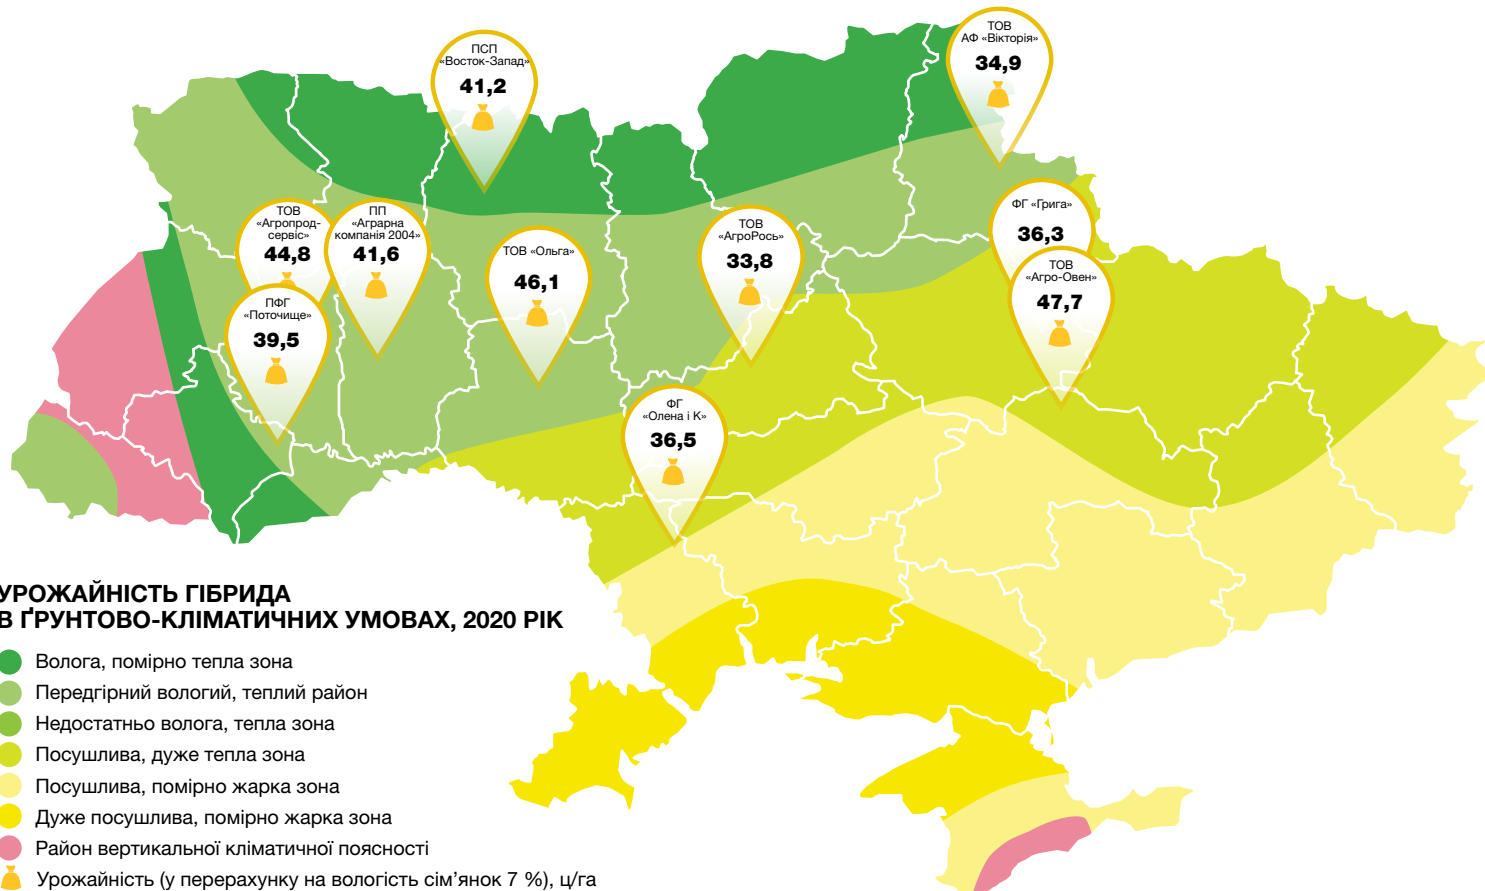 ТОВ
АФ «Вікторія»
34,9
ПСП
«Восток-Запад»
41,2
ТОВ
«Агропрод-
сервіс»
44,8
ПП
«Аграрна
компанія 2004»
41,6
ТОВ «Ольга»
46,1
ТОВ
«АгроРось»
33,8
ФГ «Грига»
36,3
ТОВ
«Агро-Овен»
47,7
ПФГ
«Поточище»
39,5
ФГ
«Олена і К»
36,5
УРОЖАЙНІСТЬ ГІБРИДА
В ҐРУНТОВО-КЛІМАТИЧНИХ УМОВАХ, 2020 РІК
Волога, помірно тепла зона
Передгірний вологий, теплий район
Недостатньо волога, тепла зона
Посушлива, дуже тепла зона
Посушлива, помірно жарка зона
Дуже посушлива, помірно жарка зона
Район вертикальної кліматичної поясності
Урожайність (у перерахунку на вологість сім'янок 7 %), ц/га